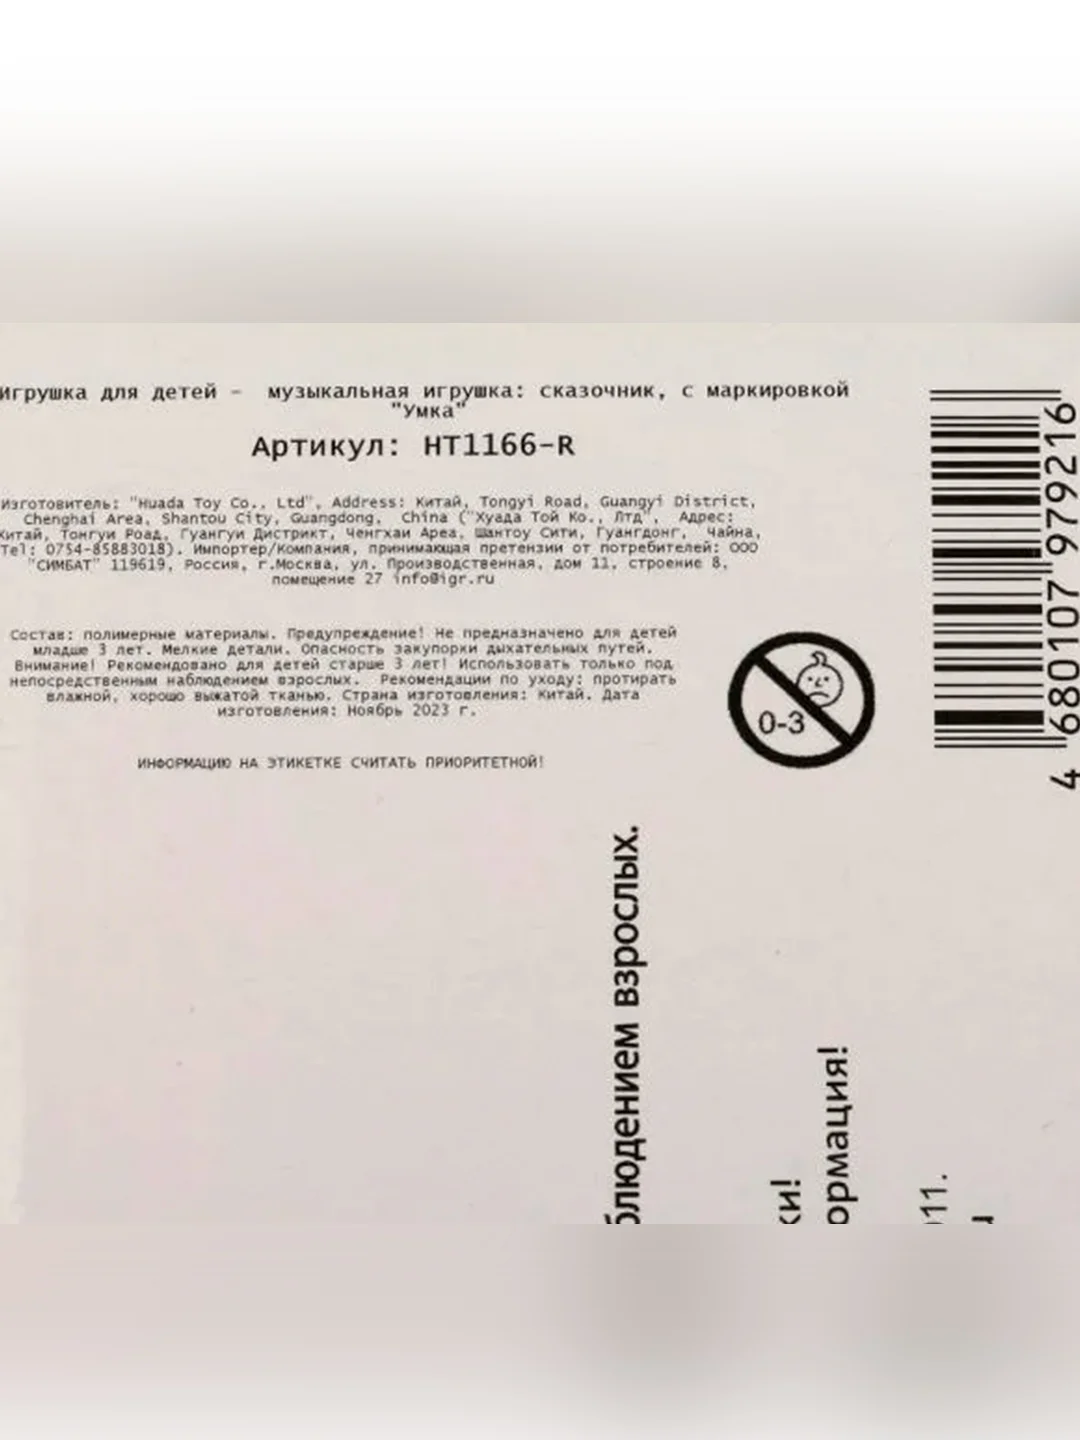 игрушка для детей - музыкальная игрушка: сказочник, с маркировкой
"Умка"
Артикул: HT1166-R
Изготовитель: "Huada Toy Co., Ltd", Address: Китай, Tongyi Road, Guangyi District,
Chenghai Area, Shantou City, Guangdong, China ("Хуада Той Ко., Лтд", Адрес:
Китай, Тонгуи Роад, Гуангуи Дистрикт, Ченгхаи Ареа, Шантоу Сити, Гуангдонг, Чайна,
Tel: 0754-85883018). Импортер/Компания, принимающая претензии от потребителей: ООО
"СИМБАТ" 119619, Россия, г.Москва, ул. Производственная, дом 11, строение 8,
помещение 27 info@igr.ru
Состав: полимерные материалы. Предупреждение! Не предназначено для детей
младше 3 лет. Мелкие детали. Опасность закупорки дыхательных путей.
Внимание! Рекомендовано для детей старше 3 лет! Использовать только под
непосредственным наблюдением взрослых. Рекомендации по уходу: протирать
влажной, хорошо выжатой тканью. Страна изготовления: Китай. Дата
изготовления: Ноябрь 2023 г.
ИНФОРМАЦИЮ НА ЭТИКЕТКЕ СЧИТАТЬ ПРИОРИТЕТНОЙ!
0-3
4 680107 979216
блюдением взрослых.
ки!
ормация!
011.